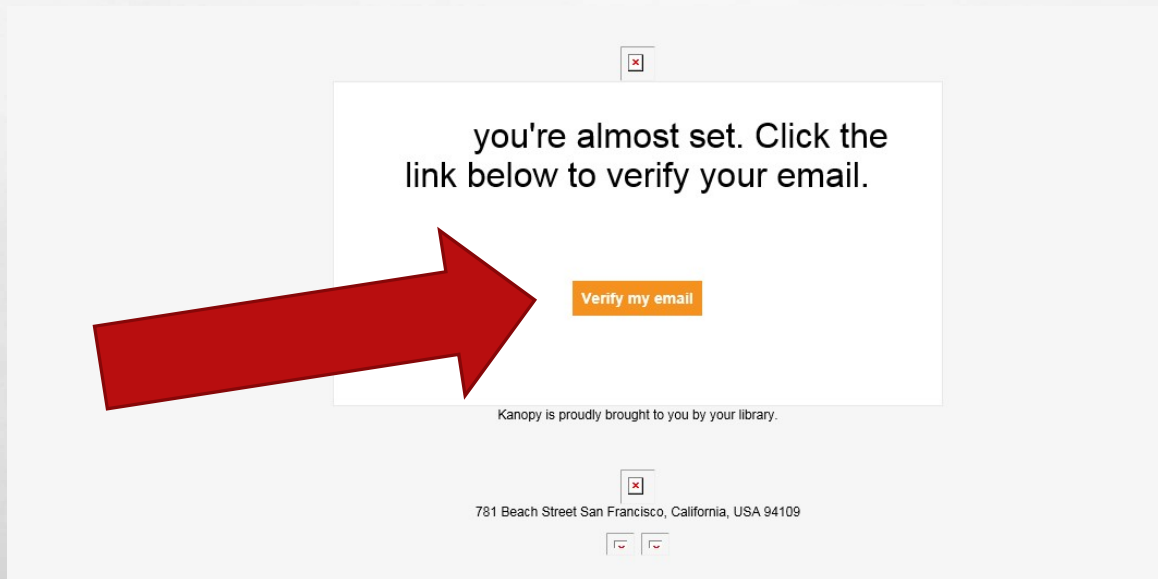 you're almost set. Click the
link below to verify your email.
Verify my email
Kanopy is proudly brought to you by your library.
781 Beach Street San Francisco, California, USA 94109